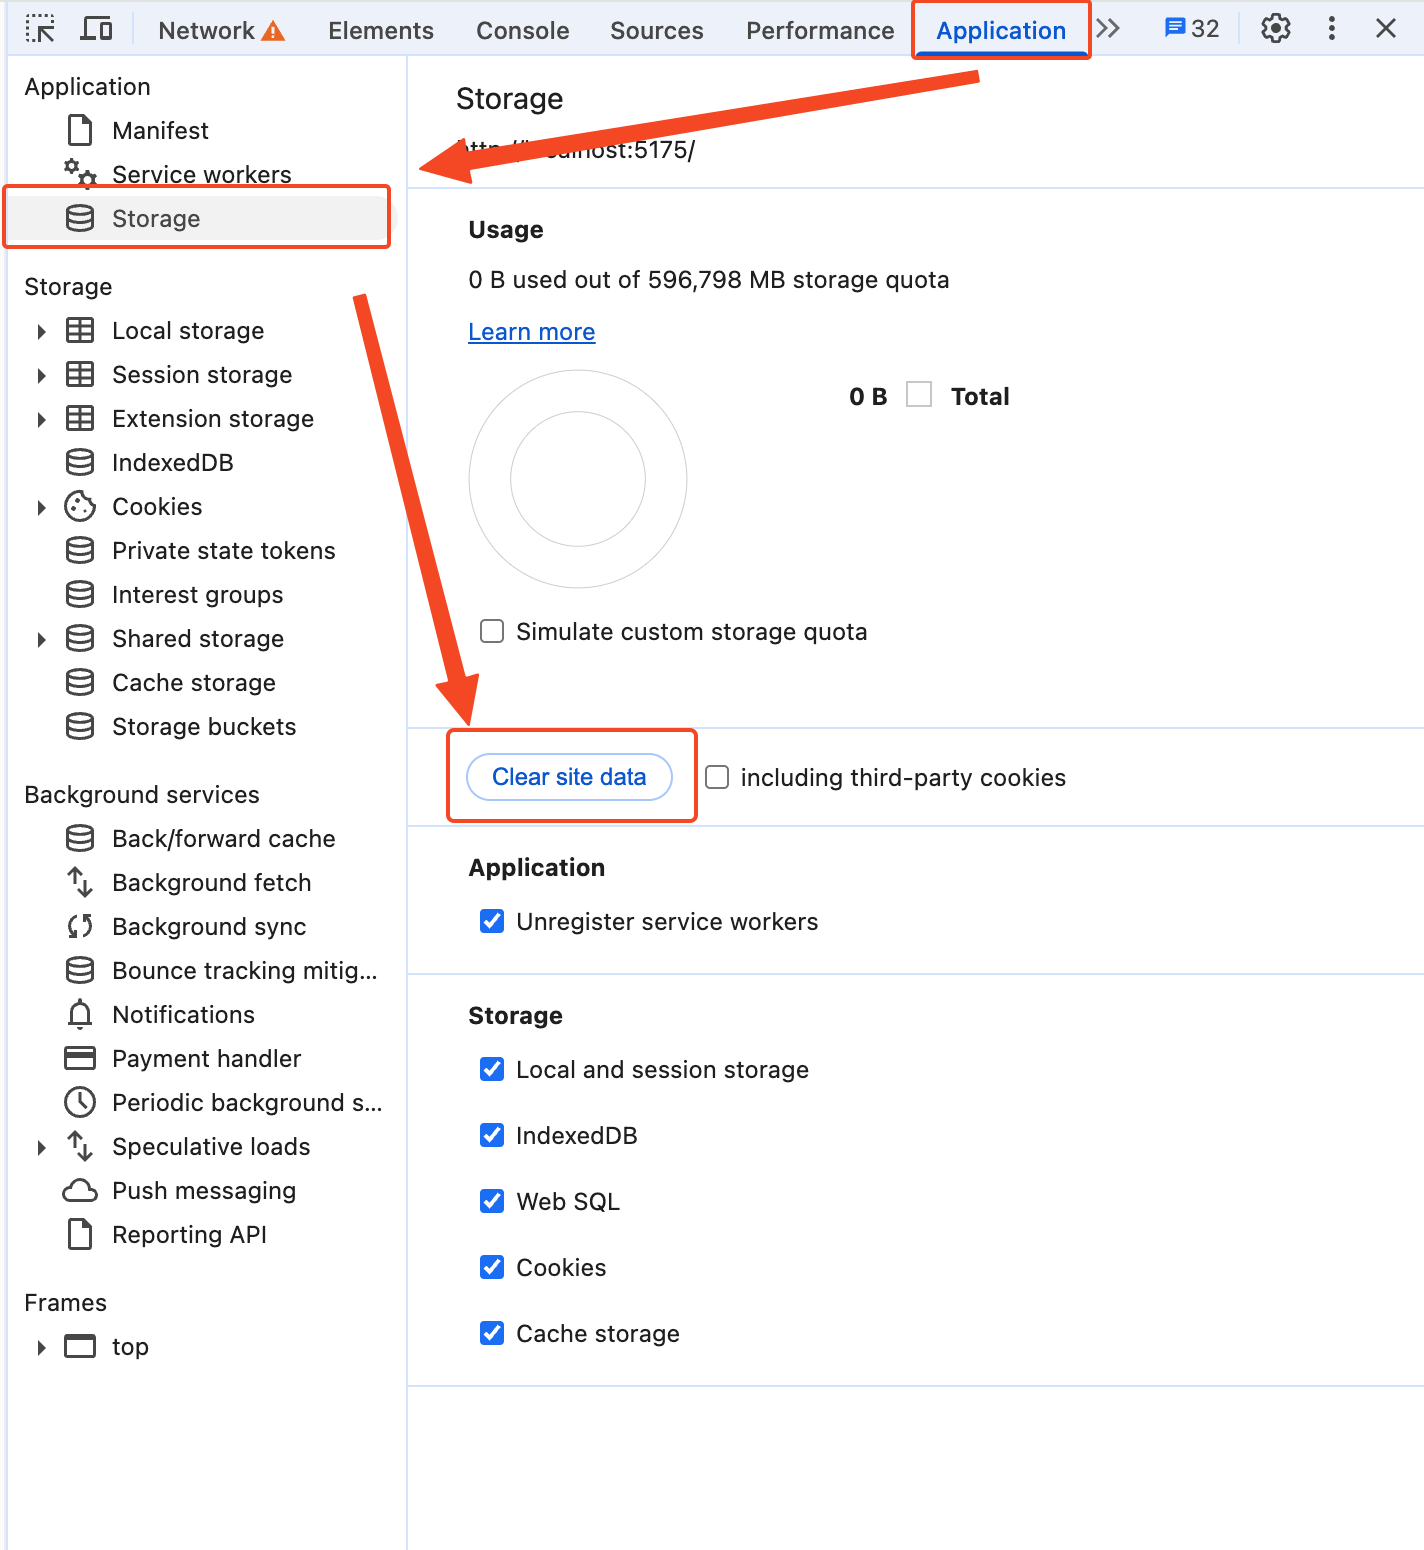 Network Elements Console Sources Performance Application 32
Application
Manifest
Service workers
Storage
Storage
Local storage
Session storage
Extension storage
IndexedDB
Cookies
Private state tokens
Interest groups
Shared storage
Cache storage
Storage buckets
Background services
Back/forward cache
Background fetch
Background sync
Bounce tracking mitig...
Notifications
Payment handler
Periodic background s...
Speculative loads
Push messaging
Reporting API
Frames
top
Storage
http://localhost:5175/
Usage
0 B used out of 596,798 MB storage quota
Learn more
0 B Total
Simulate custom storage quota
Clear site data including third-party cookies
Application
Unregister service workers
Storage
Local and session storage
IndexedDB
Web SQL
Cookies
Cache storage